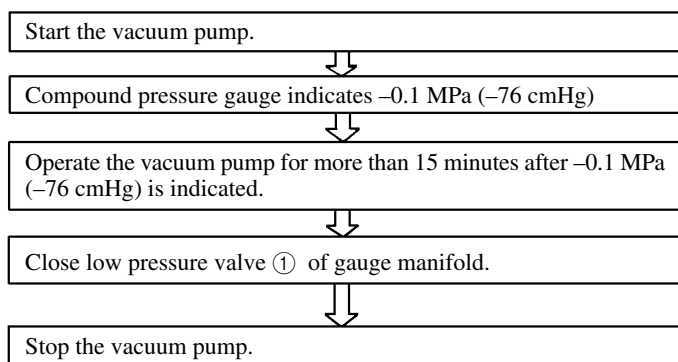 Start the vacuum pump.
Compound pressure gauge indicates –0.1 MPa (–76 cmHg)
Operate the vacuum pump for more than 15 minutes after –0.1 MPa
(–76 cmHg) is indicated.
Close low pressure valve ① of gauge manifold.
Stop the vacuum pump.